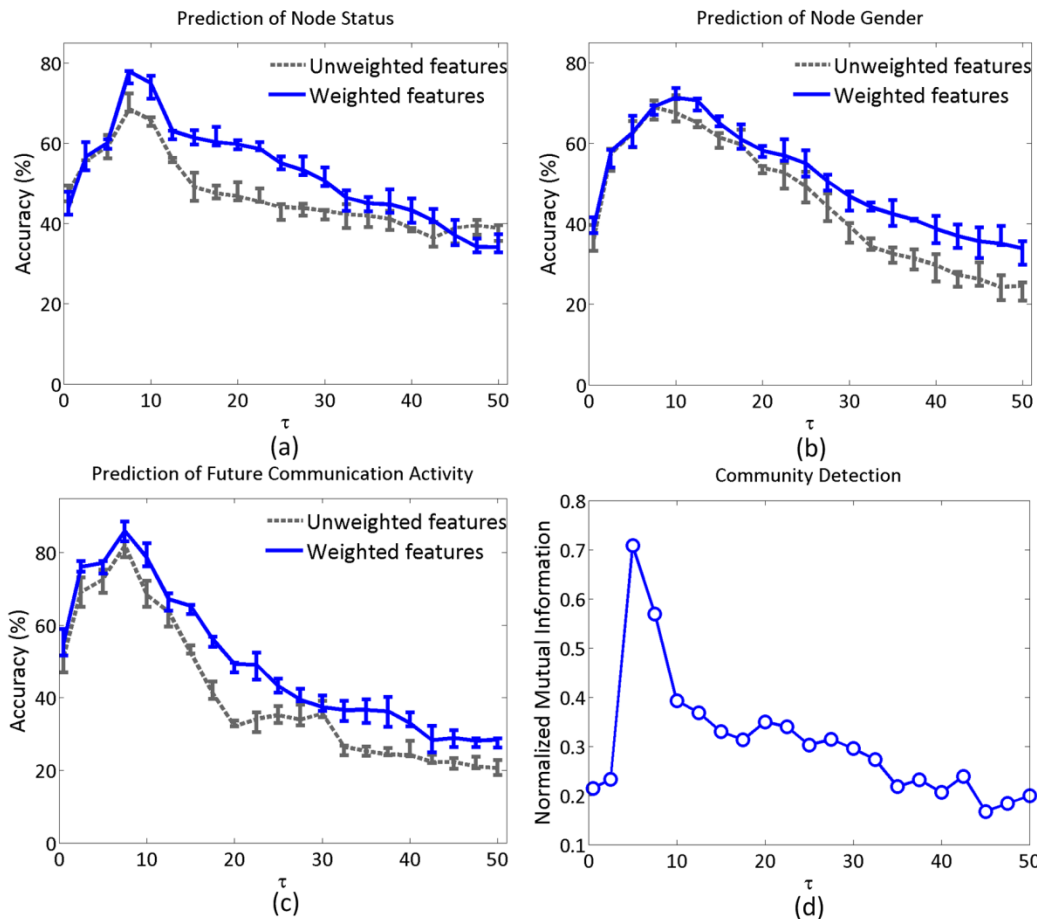 Prediction of Node Status
Accuracy (%)
80
60
40
20
0
Unweighted features
Weighted features
0 10 20 30 40 50
τ
(a)
Prediction of Node Gender
Accuracy (%)
80
60
40
20
0
Unweighted features
Weighted features
0 10 20 30 40 50
τ
(b)
Prediction of Future Communication Activity
Accuracy (%)
80
60
40
20
0
Unweighted features
Weighted features
0 10 20 30 40 50
τ
(c)
Community Detection
Normalized Mutual Information
0.8
0.7
0.6
0.5
0.4
0.3
0.2
0.1
0 10 20 30 40 50
τ
(d)